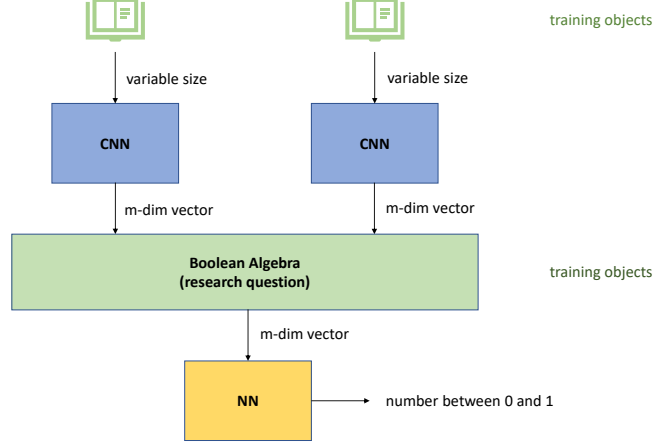 training objects
variable size
variable size
CNN
CNN
m-dim vector
m-dim vector
Boolean Algebra
(research question)
training objects
m-dim vector
NN
number between 0 and 1